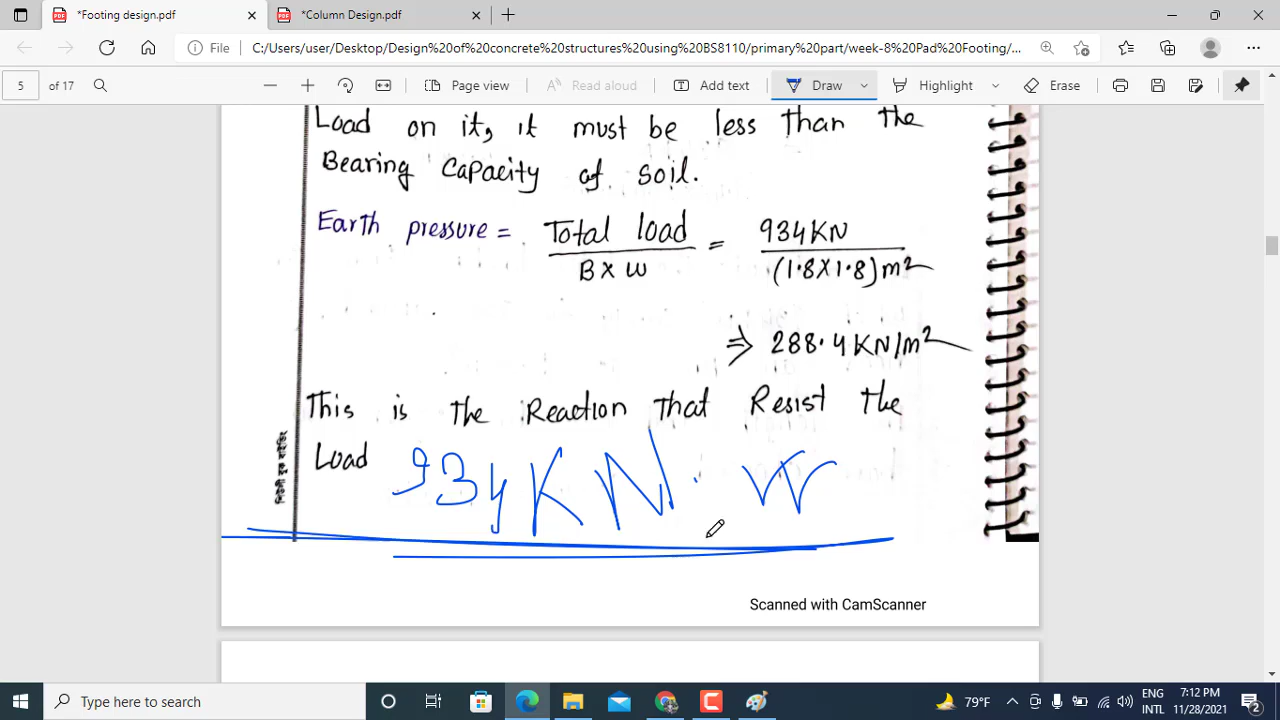 *Footing design.pdf
*Column Design.pdf
File C:/Users/user/Desktop/Design%20of%20concrete%20structures%20using%20BS8110/primary%20part/week-8%20Pad%20Footing/...
5 of 17 Page view Read aloud Add text Draw Highlight Erase
Load on it, it must be less than the
Bearing Capacity of soil.
Earth pressure = Total load / B x w = 934KN / (1.8x1.8)m2
⇒ 288.4KN/m2
This is the Reaction that Resist the
Load 934KN. W
Scanned with CamScanner
Type here to search
79°F
ENG
INTL
7:12 PM
11/28/2021
2